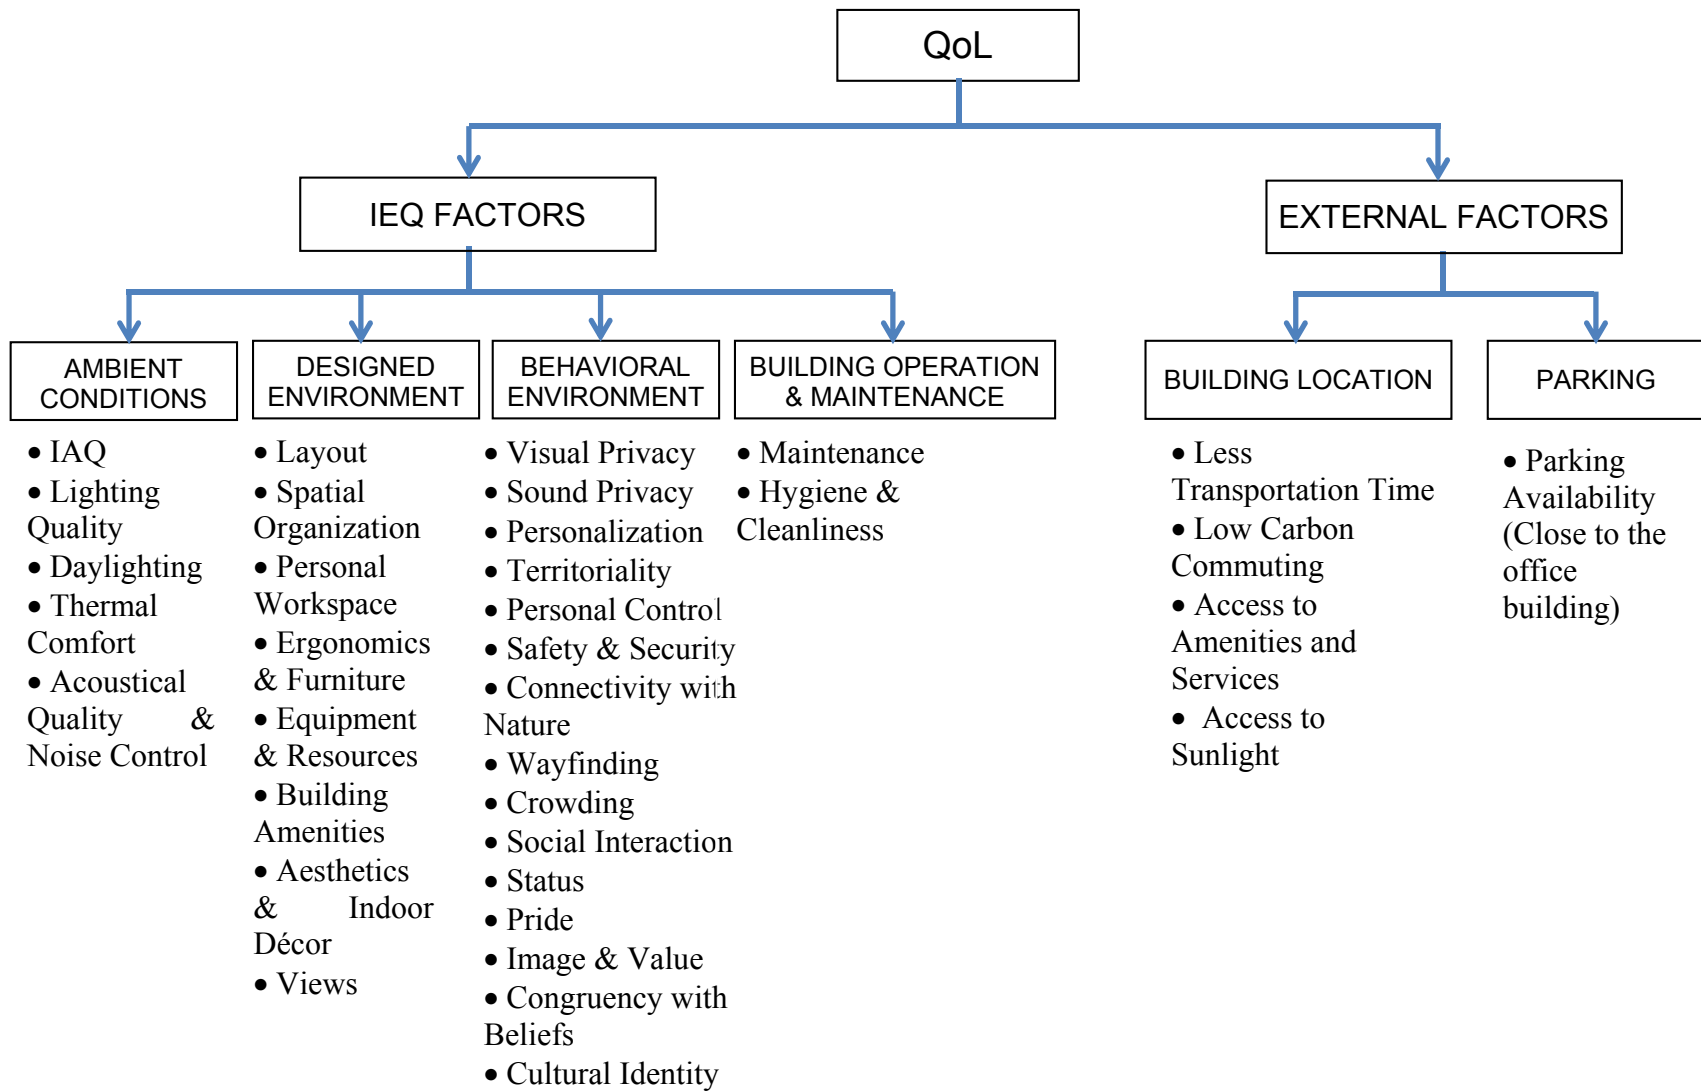 QoL
IEQ FACTORS
EXTERNAL FACTORS
AMBIENT
CONDITIONS
• IAQ
• Lighting
Quality
• Daylighting
• Thermal
Comfort
• Acoustical
Quality &
Noise Control
DESIGNED
ENVIRONMENT
• Layout
• Spatial
Organization
• Personal
Workspace
• Ergonomics
& Furniture
• Equipment
& Resources
• Building
Amenities
• Aesthetics
& Indoor
Décor
• Views
BEHAVIORAL
ENVIRONMENT
• Visual Privacy
• Sound Privacy
• Personalization
• Territoriality
• Personal Control
• Safety & Security
• Connectivity with
Nature
• Wayfinding
• Crowding
• Social Interaction
• Status
• Pride
• Image & Value
• Congruency with
Beliefs
• Cultural Identity
BUILDING OPERATION
& MAINTENANCE
• Maintenance
• Hygiene &
Cleanliness
BUILDING LOCATION
• Less
Transportation Time
• Low Carbon
Commuting
• Access to
Amenities and
Services
• Access to
Sunlight
PARKING
• Parking
Availability
(Close to the
office
building)